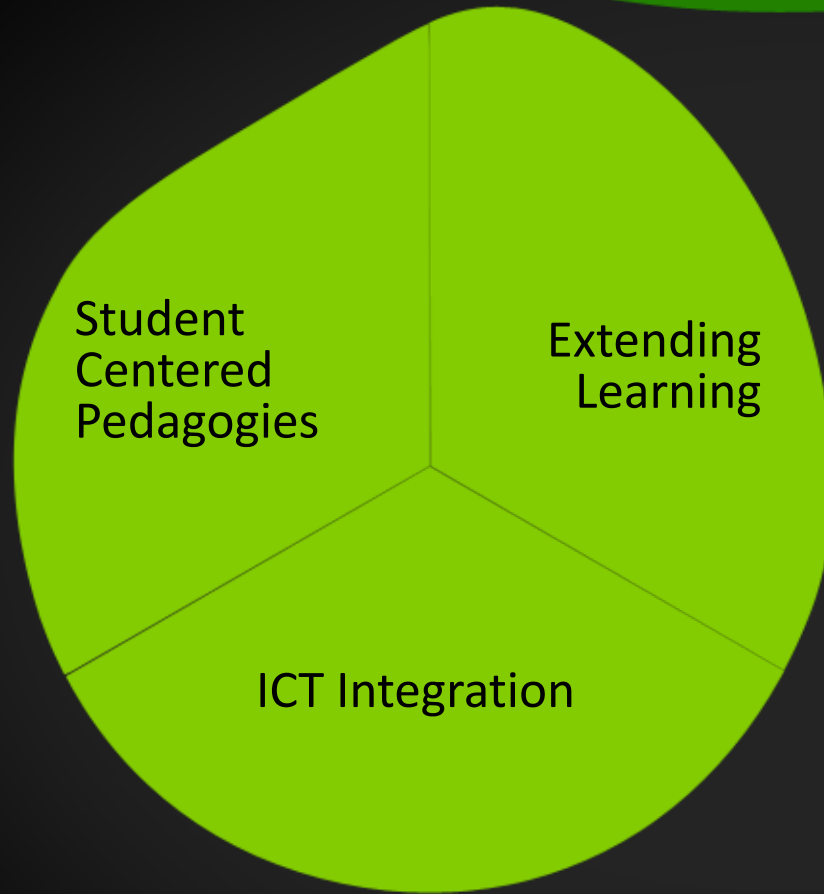 Student
Centered
Pedagogies
Extending
Learning
ICT Integration